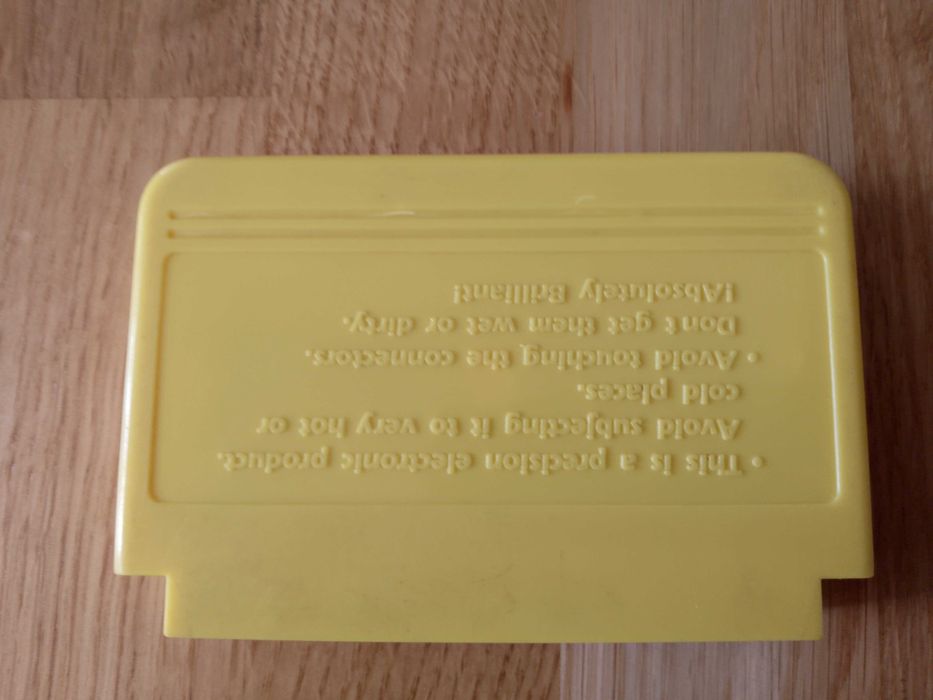 • This is a precision electronic product.
Avoid subjecting it to very hot or
cold places.
• Avoid touching the connectors.
Don't get them wet or dirty.
!Absolutely Brilliant!